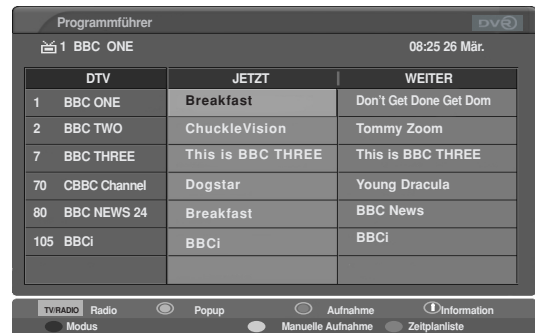 Programmführer DVR
1 BBC ONE 08:25 26 Mär.
DTV JETZT WEITER
1 BBC ONE Breakfast Don't Get Done Get Dom
2 BBC TWO ChuckleVision Tommy Zoom
7 BBC THREE This is BBC THREE This is BBC THREE
70 CBBC Channel Dogstar Young Dracula
80 BBC NEWS 24 Breakfast BBC News
105 BBCi BBCi BBCi
TV/RADIO Radio Popup Aufnahme Information
Modus Manuelle Aufnahme Zeitplanliste